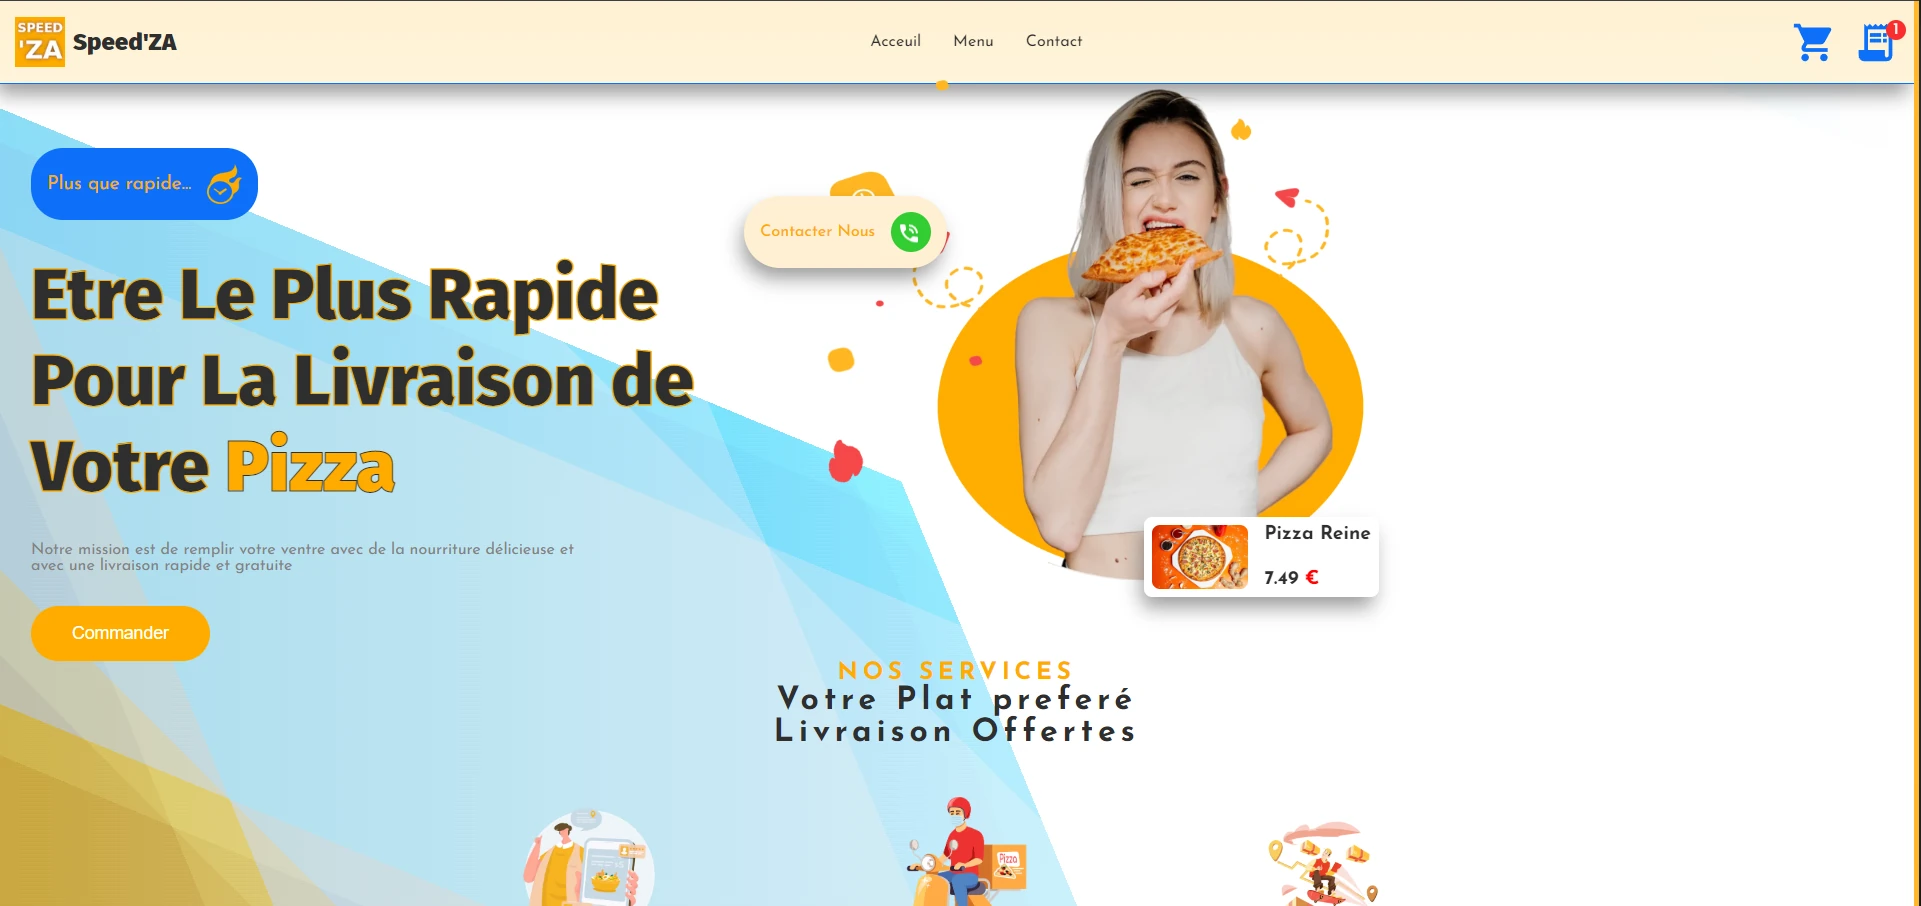 SPEED
'ZA
Speed'ZA
Acceuil
Menu
Contact
1
Plus que rapide...
Contacter Nous
Etre Le Plus Rapide
Pour La Livraison de
Votre Pizza
Notre mission est de remplir votre ventre avec de la nourriture délicieuse et
avec une livraison rapide et gratuite
Commander
Pizza Reine
7.49 €
NOS SERVICES
Votre Plat preferé
Livraison Offertes
Pizza